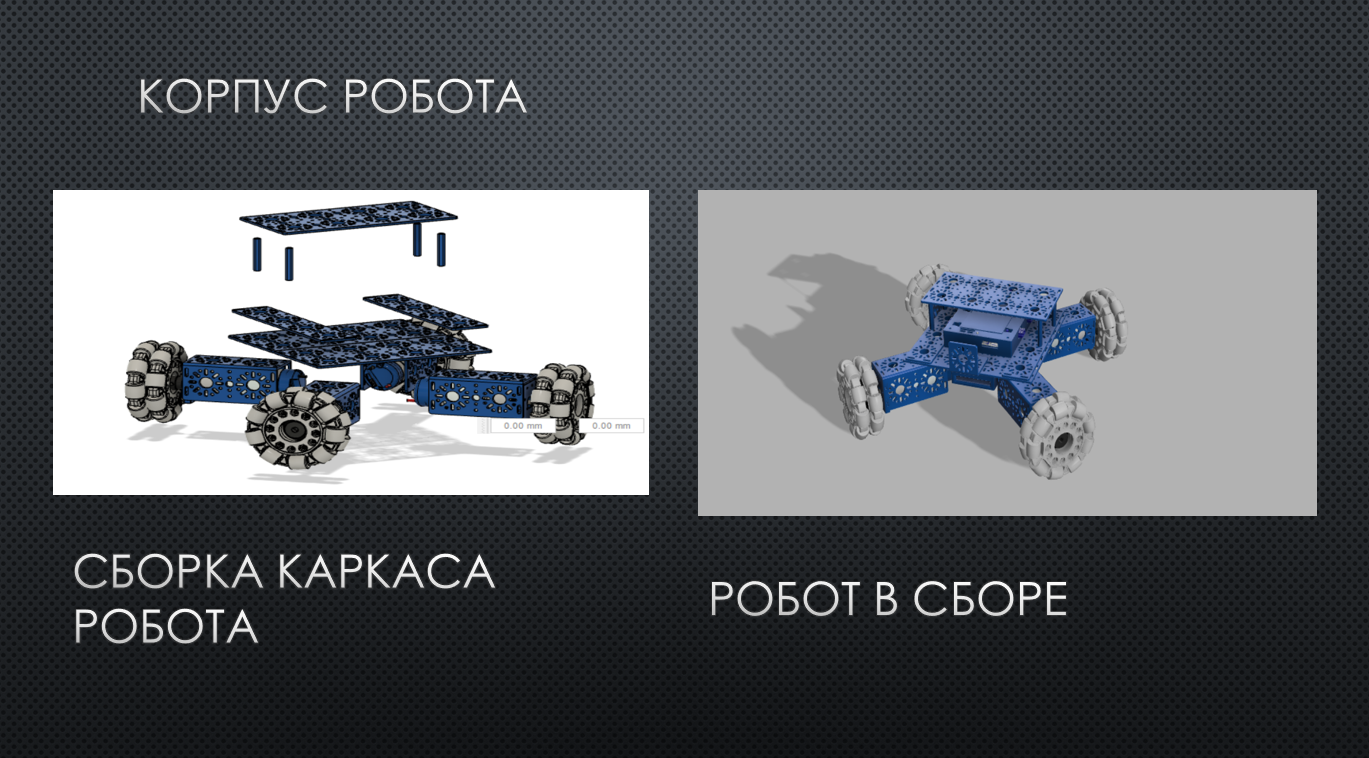 КОРПУС РОБОТА
0.00 mm
0.00 mm
СБОРКА КАРКАСА
РОБОТА
РОБОТ В СБОРЕ